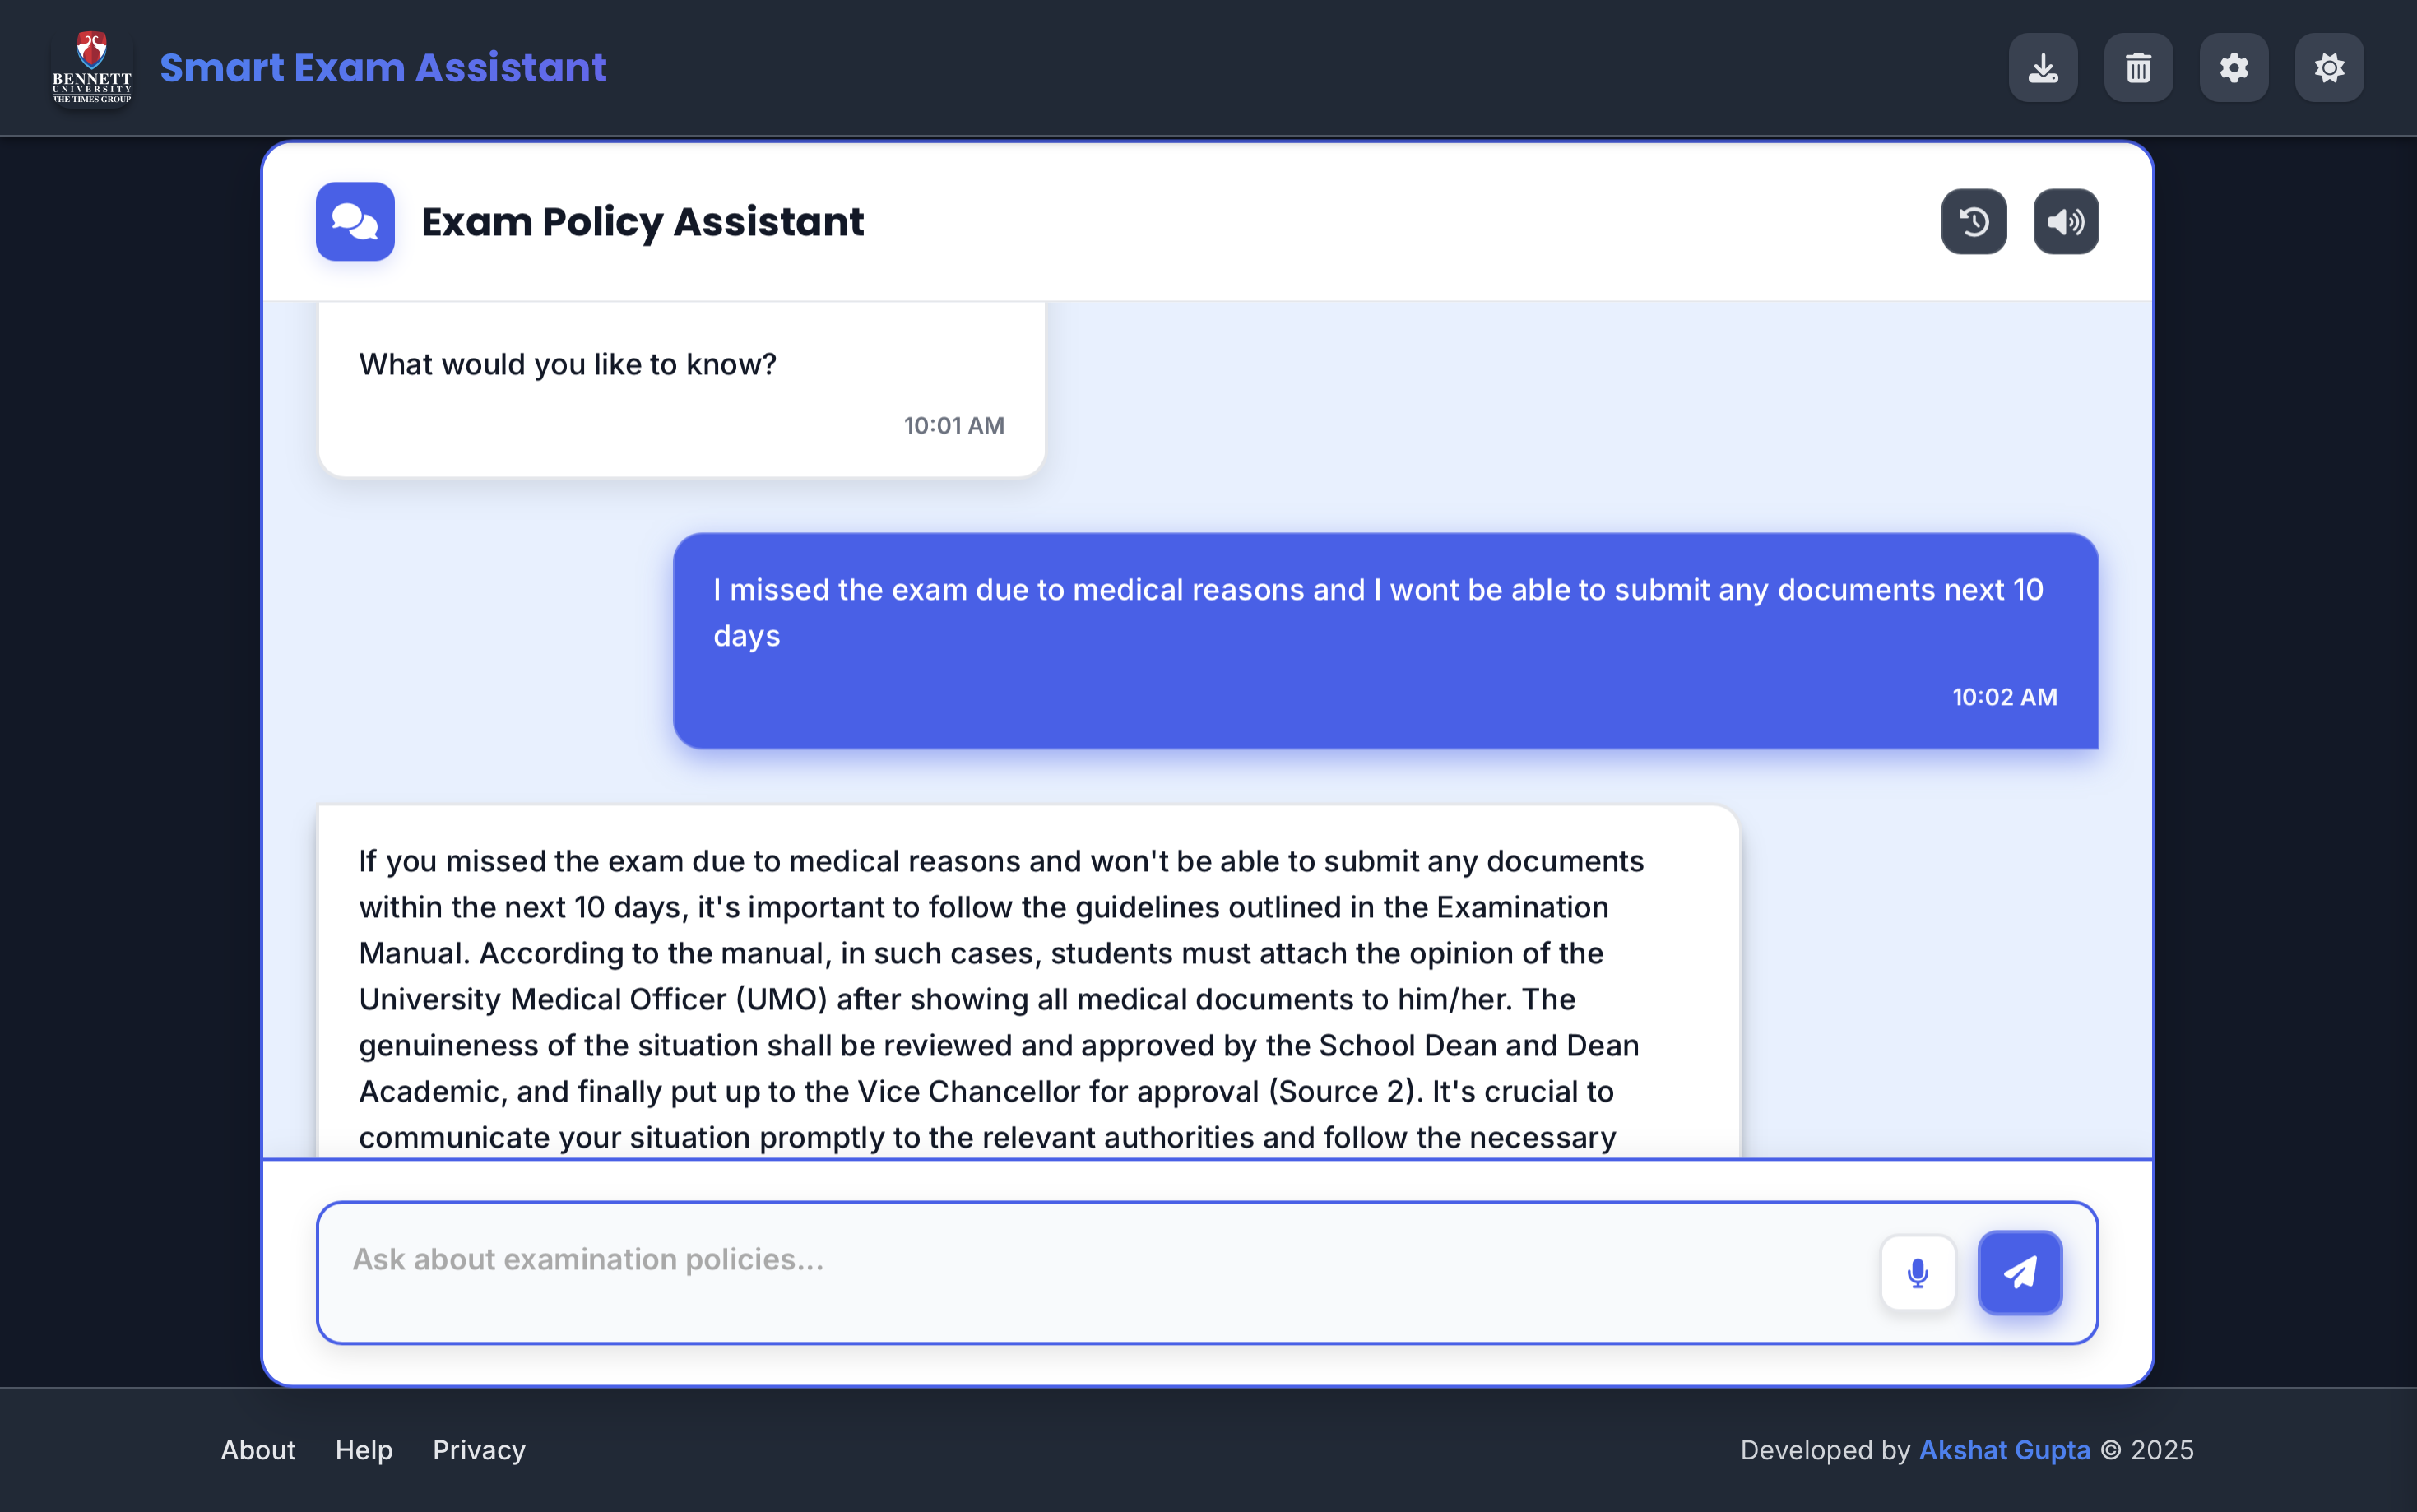 BENNETT
UNIVERSITY
THE TIMES GROUP
Smart Exam Assistant
Exam Policy Assistant
What would you like to know?
10:01 AM
I missed the exam due to medical reasons and I wont be able to submit any documents next 10
days
10:02 AM
If you missed the exam due to medical reasons and won't be able to submit any documents
within the next 10 days, it's important to follow the guidelines outlined in the Examination
Manual. According to the manual, in such cases, students must attach the opinion of the
University Medical Officer (UMO) after showing all medical documents to him/her. The
genuineness of the situation shall be reviewed and approved by the School Dean and Dean
Academic, and finally put up to the Vice Chancellor for approval (Source 2). It's crucial to
communicate your situation promptly to the relevant authorities and follow the necessary
Ask about examination policies...
About Help Privacy
Developed by Akshat Gupta © 2025